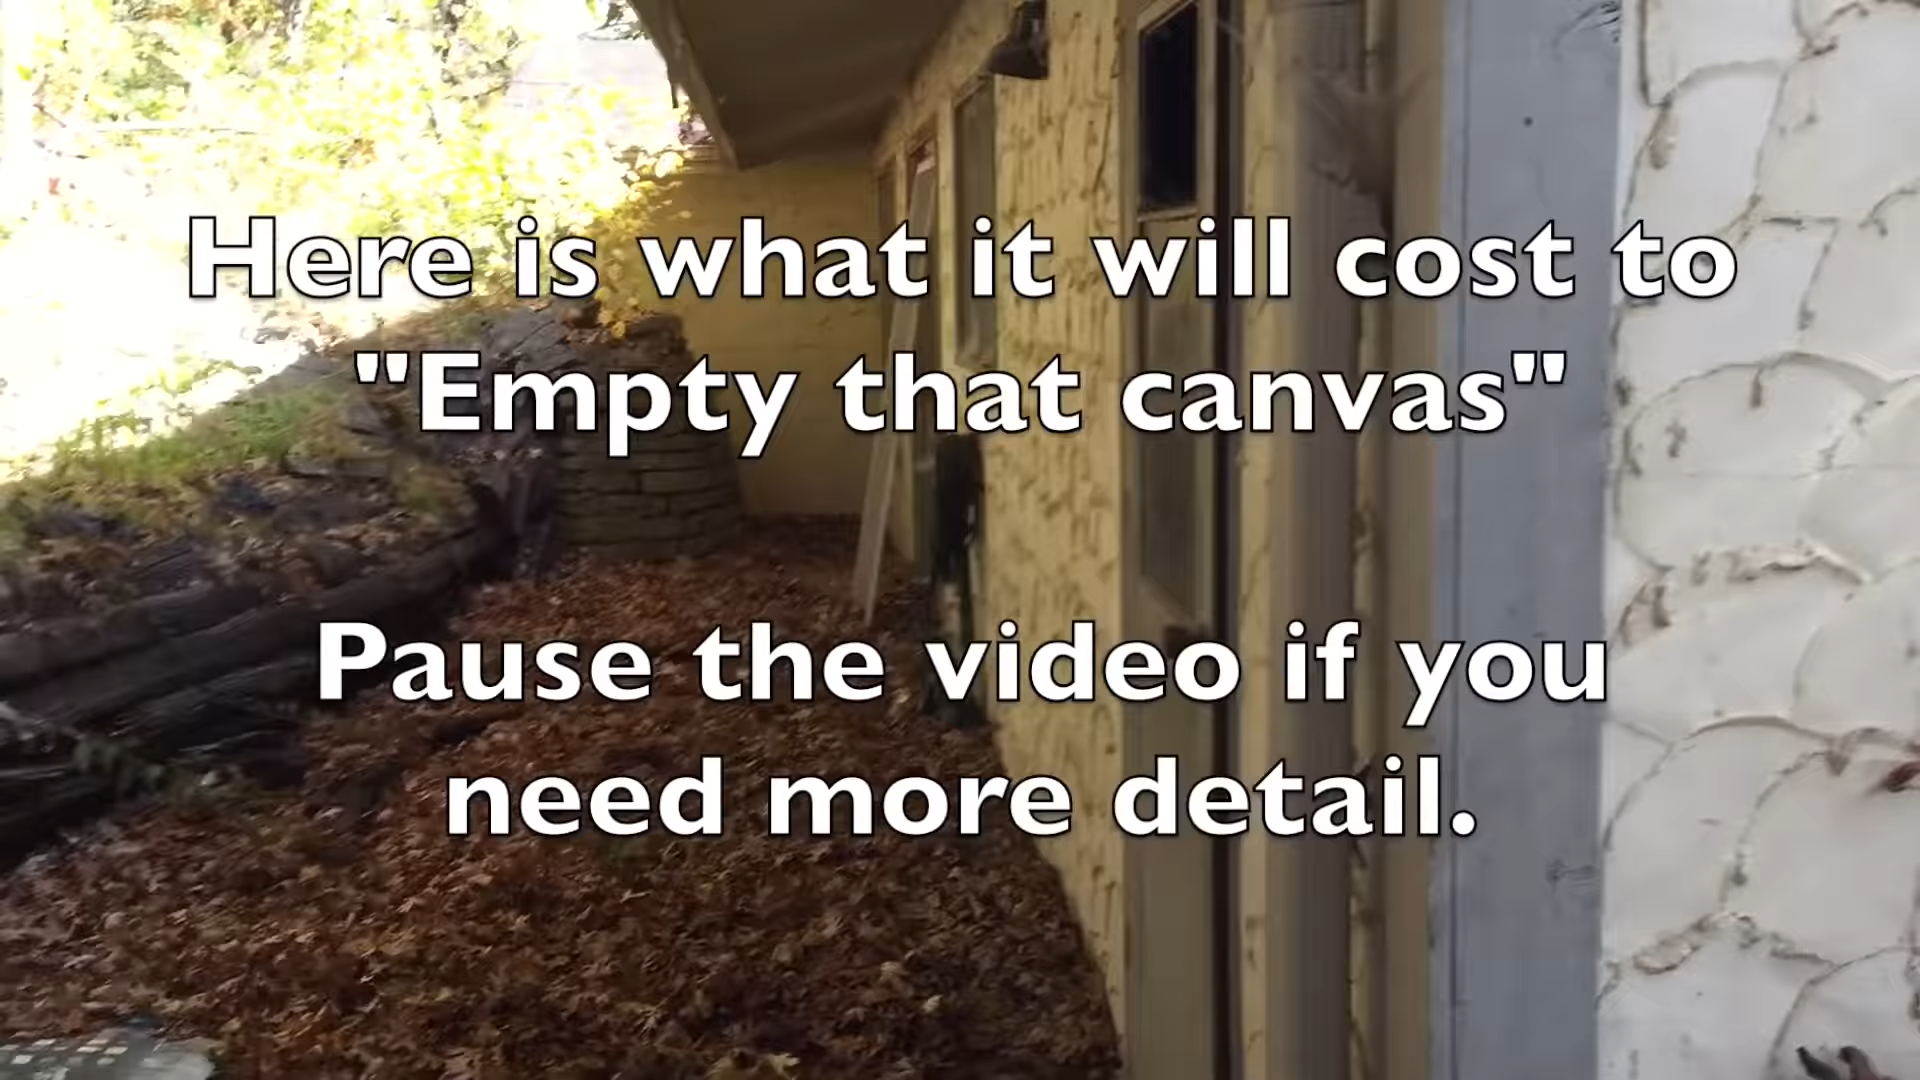 Here is what it will cost to
"Empty that canvas"
Pause the video if you
need more detail.